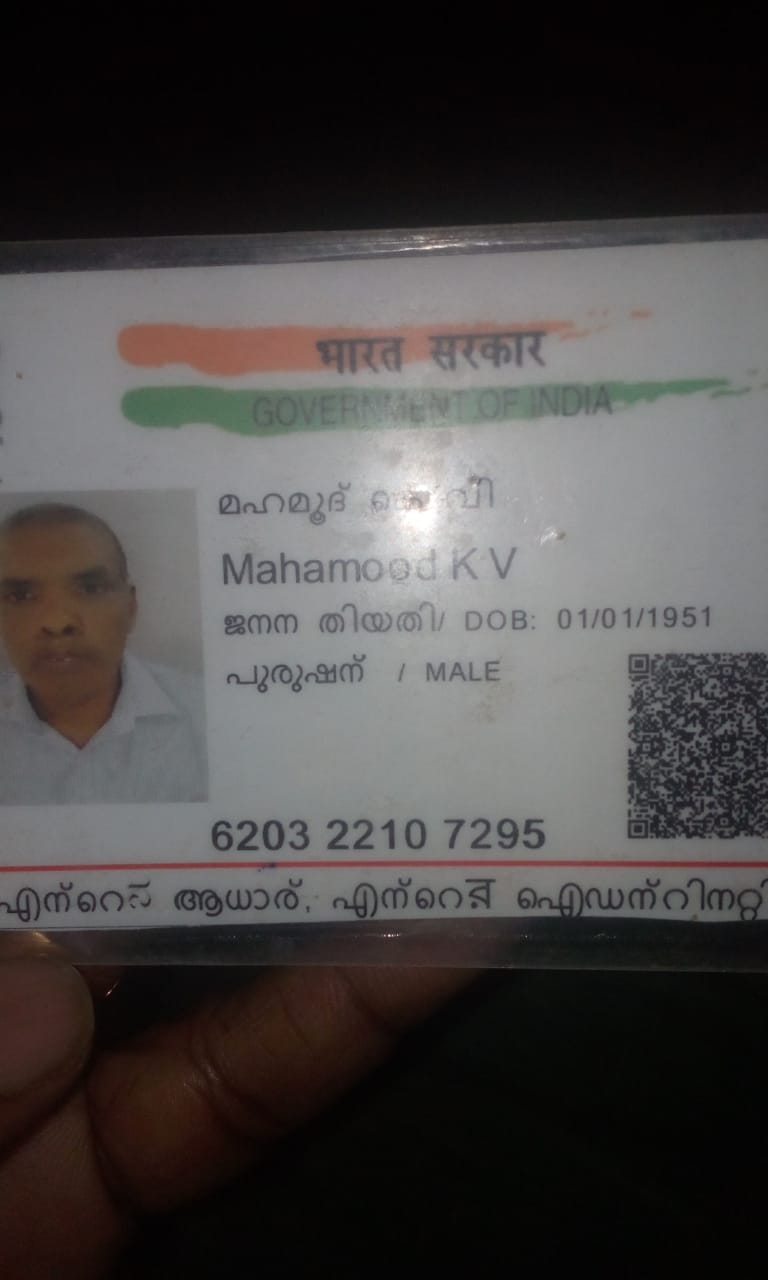 भारत सरकार
GOVERNMENT OF INDIA
മഹമൂദ് കെ വീ
Mahamood K V
ജനന തിയതി/ DOB: 01/01/1951
പുരുഷന് / MALE
6203 2210 7295
എന്റെ ആധാര്, എന്റെ ഐഡന്റിനറ്റി